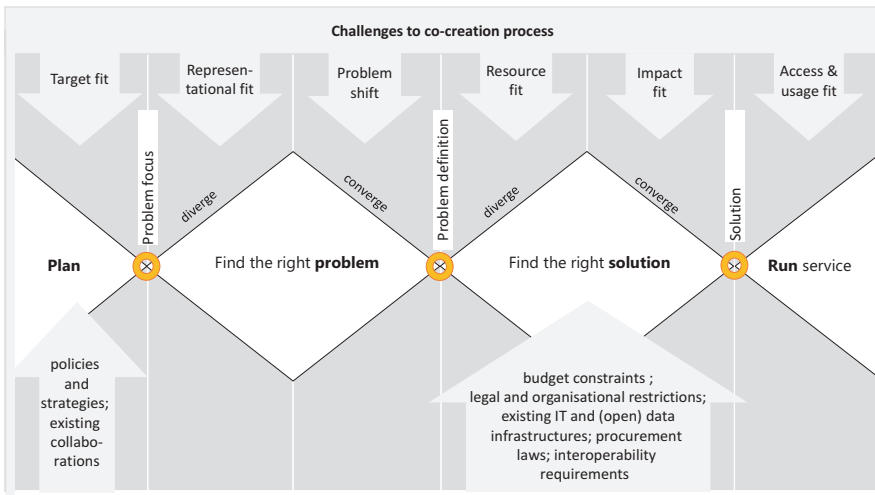 Challenges to co-creation process
Target fit
Represen-
tational fit
Problem
shift
Resource
fit
Impact
fit
Access &
usage fit
Problem focus
diverge
converge
Problem definition
diverge
converge
Solution
Plan
Find the right problem
Find the right solution
Run service
policies
and
strategies;
existing
collabo-
rations
budget constraints ;
legal and organisational restrictions;
existing IT and (open) data
infrastructures; procurement
laws; interoperability
requirements